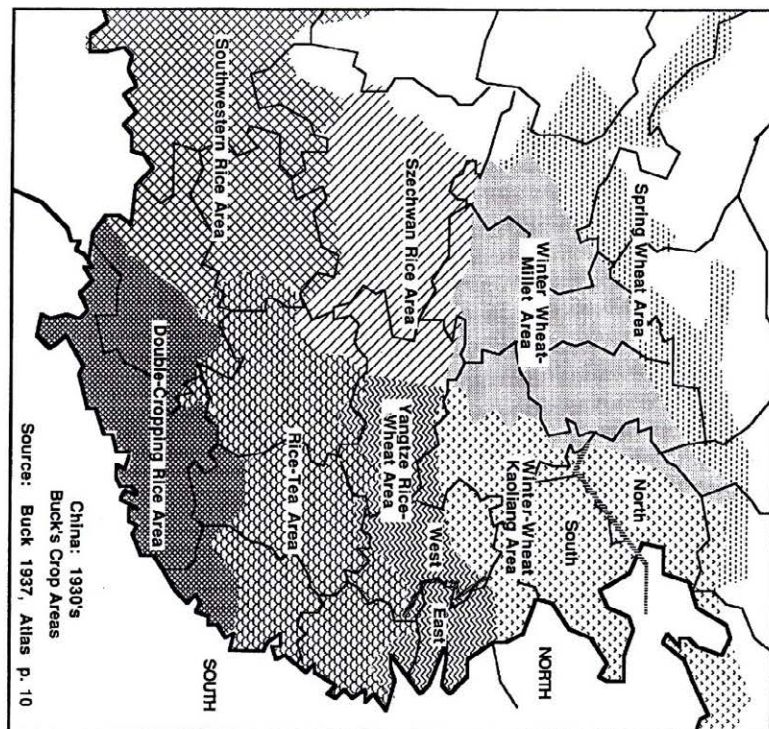 Spring Wheat Area
Winter Wheat-
Millet Area
North
South
Winter-Wheat
Kaoliang Area
NORTH
Szechwan Rice Area
Yangtze Rice-
Wheat Area
West
East
Southwestern Rice Area
Rice-Tea Area
Double-Cropping Rice Area
SOUTH
China: 1930's
Buck's Crop Areas
Source: Buck 1937, Atlas p. 10